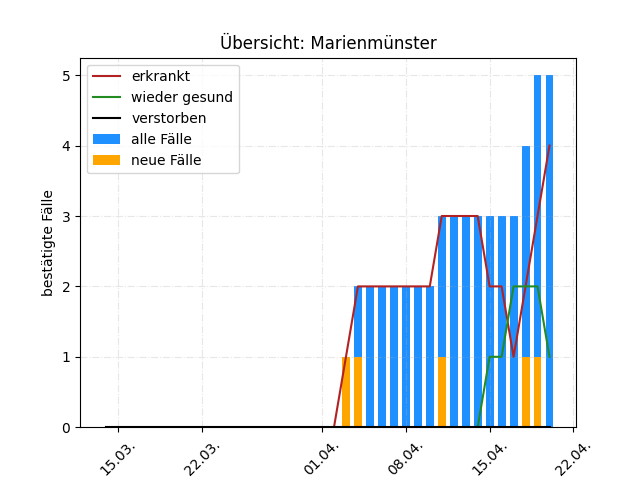 Übersicht: Marienmünster
erkrankt
wieder gesund
verstorben
alle Fälle
neue Fälle
bestätigte Fälle
5
4
3
2
1
0
15.03.
22.03.
01.04.
08.04.
15.04.
22.04.